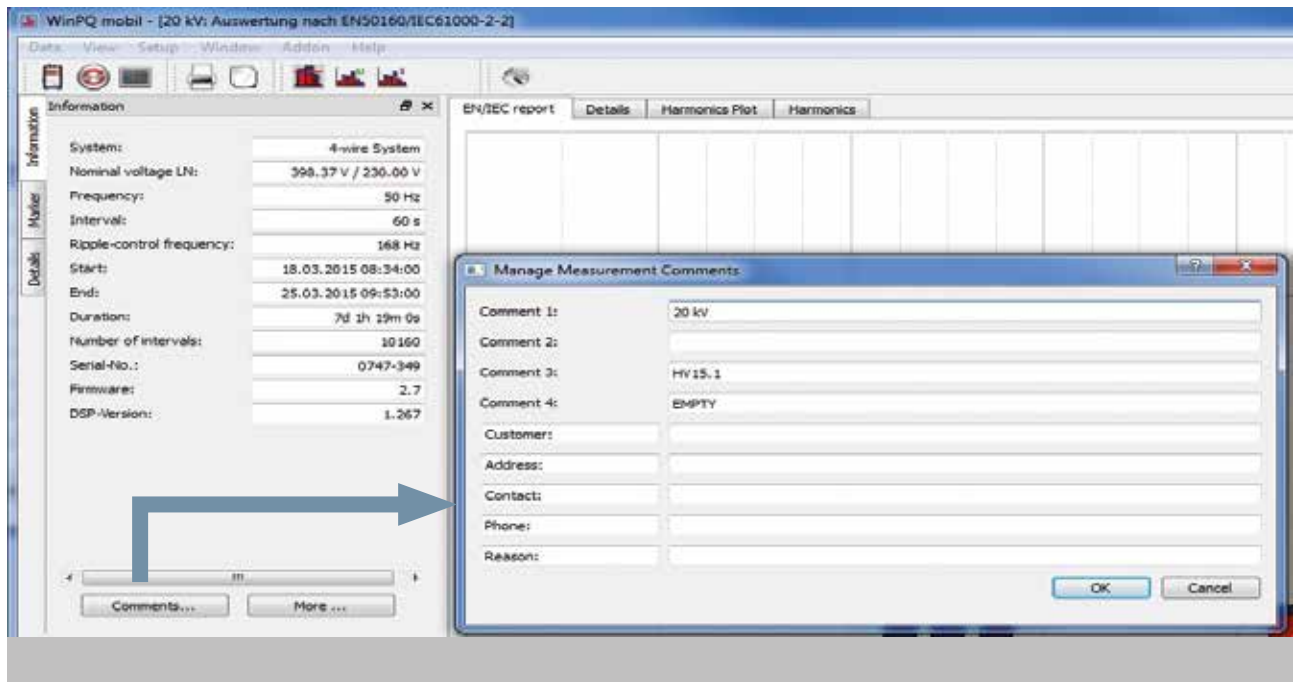 WinPQ mobil - [20 kV: Auswertung nach EN50160/IEC61000-2-2]
Data View Setup Window Addon Help
Information
EN/IEC report Details Harmonics Plot Harmonics
Information
Marker
Details
System: 4-wire System
Nominal voltage LN: 398.37 V / 230.00 V
Frequency: 50 Hz
Interval: 60 s
Ripple-control frequency: 168 Hz
Start: 18.03.2015 08:34:00
End: 25.03.2015 09:53:00
Duration: 7d 1h 19m 0s
Number of intervals: 10160
Serial-No.: 0747-349
Firmware: 2.7
DSP-Version: 1.267
Comments... More ...
Manage Measurement Comments
Comment 1: 20 kV
Comment 2:
Comment 3: HV15.1
Comment 4: EMPTY
Customer:
Address:
Contact:
Phone:
Reason:
OK Cancel